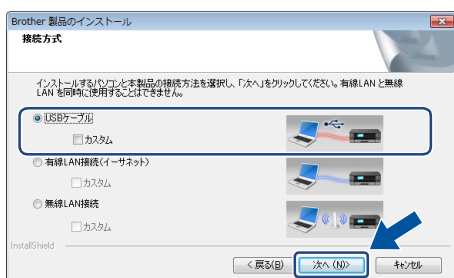 Brother 製品のインストール
接続方式
インストールするパソコンと本製品の接続方法を選択し、「次へ」をクリックしてください。有線LANと無線
LANを同時に使用することはできません。
USBケーブル
カスタム
有線LAN接続(イーサネット)
カスタム
無線LAN接続
カスタム
InstallShield
< 戻る(B)
次へ (N)>
キャンセル